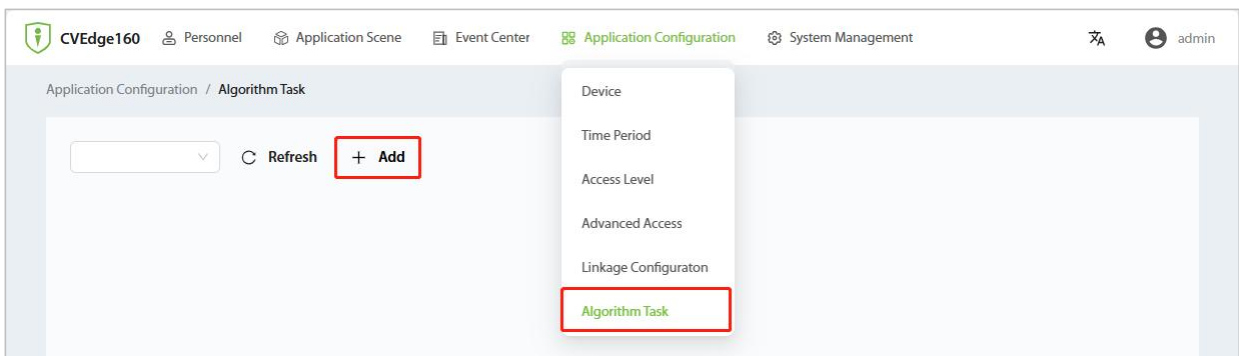 CVEdge160 Personnel Application Scene Event Center Application Configuration System Management admin
Application Configuration / Algorithm Task
Device
Time Period
Refresh + Add
Access Level
Advanced Access
Linkage Configuraton
Algorithm Task